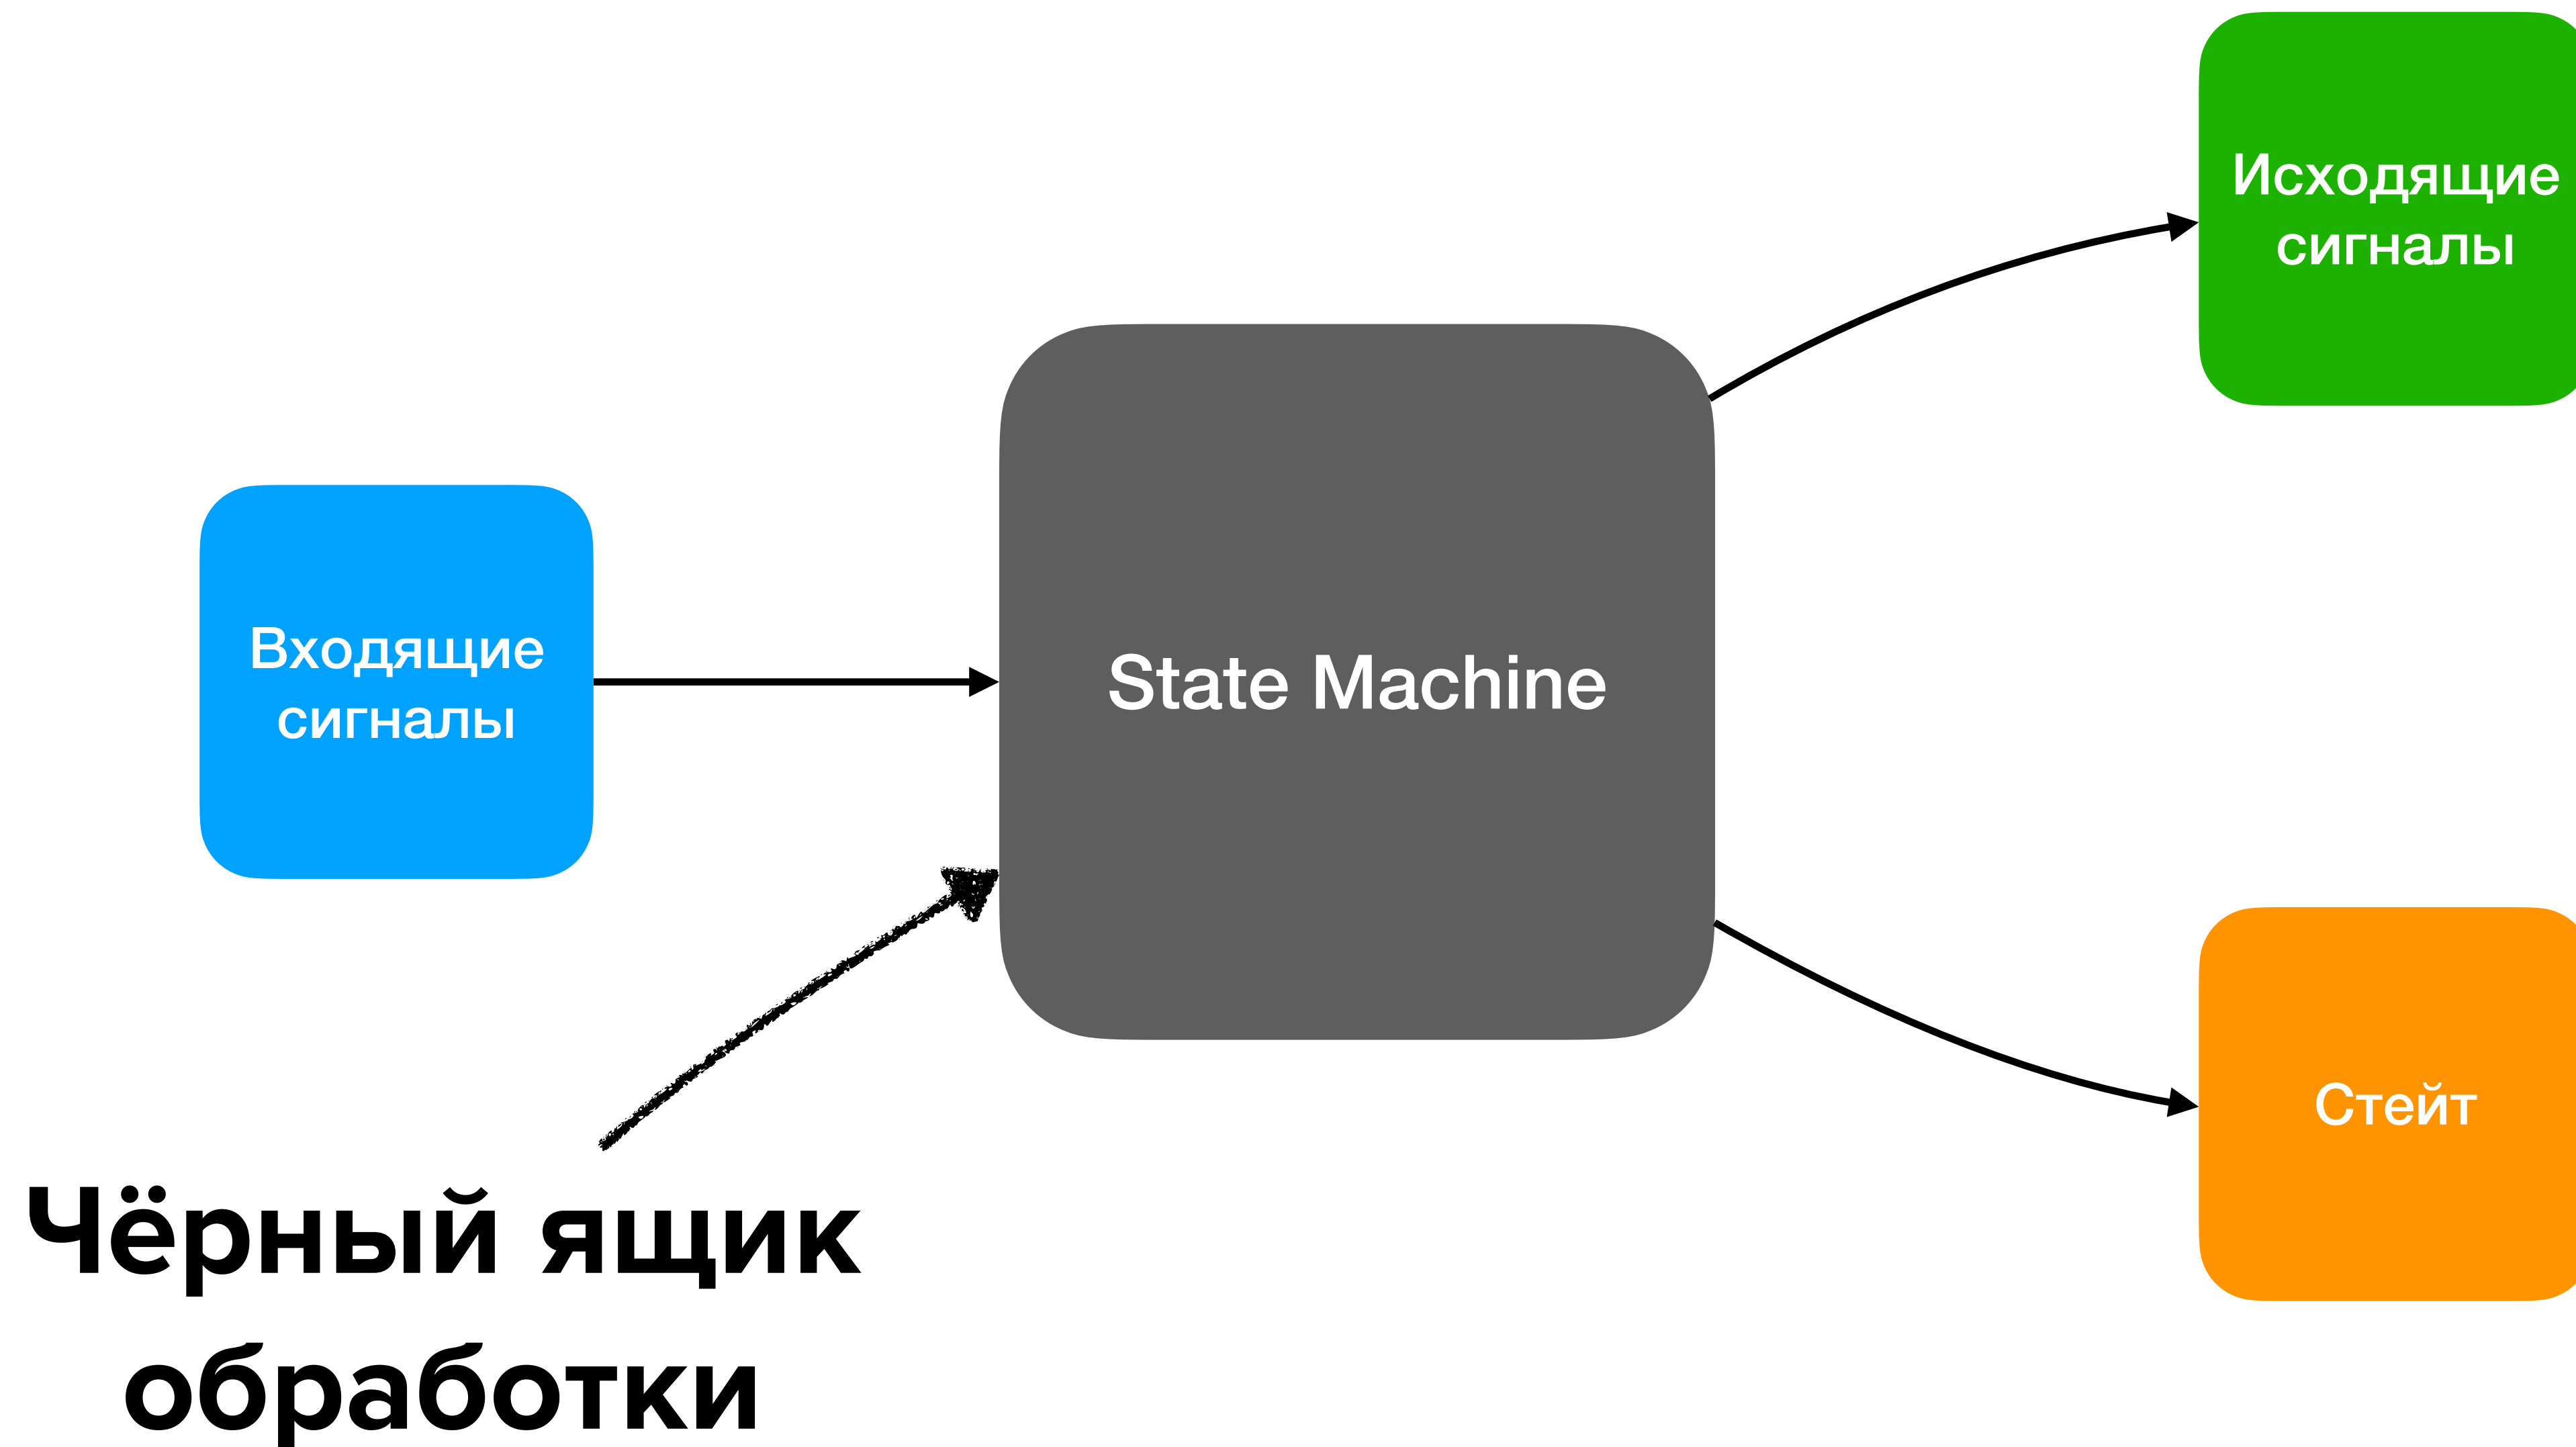 Исходящие
сигналы
Входящие
сигналы
State Machine
Стейт
Чёрный ящик
обработки